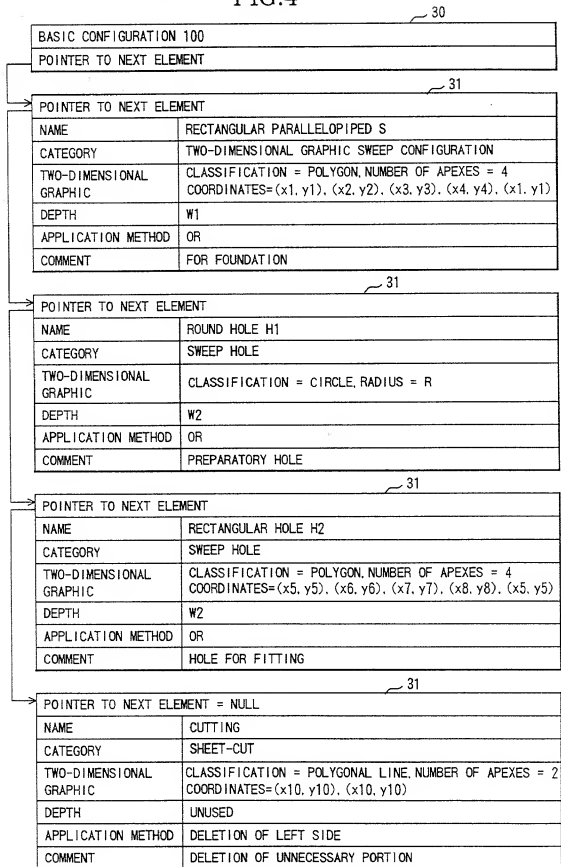 FIG.4
30
BASIC CONFIGURATION 100
POINTER TO NEXT ELEMENT
31
POINTER TO NEXT ELEMENT
NAME RECTANGULAR PARALLELOPIPED S
CATEGORY TWO-DIMENSIONAL GRAPHIC SWEEP CONFIGURATION
TWO-DIMENSIONAL CLASSIFICATION = POLYGON, NUMBER OF APEXES = 4
GRAPHIC COORDINATES=(x1, y1), (x2, y2), (x3, y3), (x4, y4), (x1, y1)
DEPTH W1
APPLICATION METHOD OR
COMMENT FOR FOUNDATION
31
POINTER TO NEXT ELEMENT
NAME ROUND HOLE H1
CATEGORY SWEEP HOLE
TWO-DIMENSIONAL
GRAPHIC CLASSIFICATION = CIRCLE, RADIUS = R
DEPTH W2
APPLICATION METHOD OR
COMMENT PREPARATORY HOLE
31
POINTER TO NEXT ELEMENT
NAME RECTANGULAR HOLE H2
CATEGORY SWEEP HOLE
TWO-DIMENSIONAL CLASSIFICATION = POLYGON, NUMBER OF APEXES = 4
GRAPHIC COORDINATES=(x5, y5), (x6, y6), (x7, y7), (x8, y8), (x5, y5)
DEPTH W2
APPLICATION METHOD OR
COMMENT HOLE FOR FITTING
31
POINTER TO NEXT ELEMENT = NULL
NAME CUTTING
CATEGORY SHEET-CUT
TWO-DIMENSIONAL CLASSIFICATION = POLYGONAL LINE, NUMBER OF APEXES = 2
GRAPHIC COORDINATES=(x10, y10), (x10, y10)
DEPTH UNUSED
APPLICATION METHOD DELETION OF LEFT SIDE
COMMENT DELETION OF UNNECESSARY PORTION